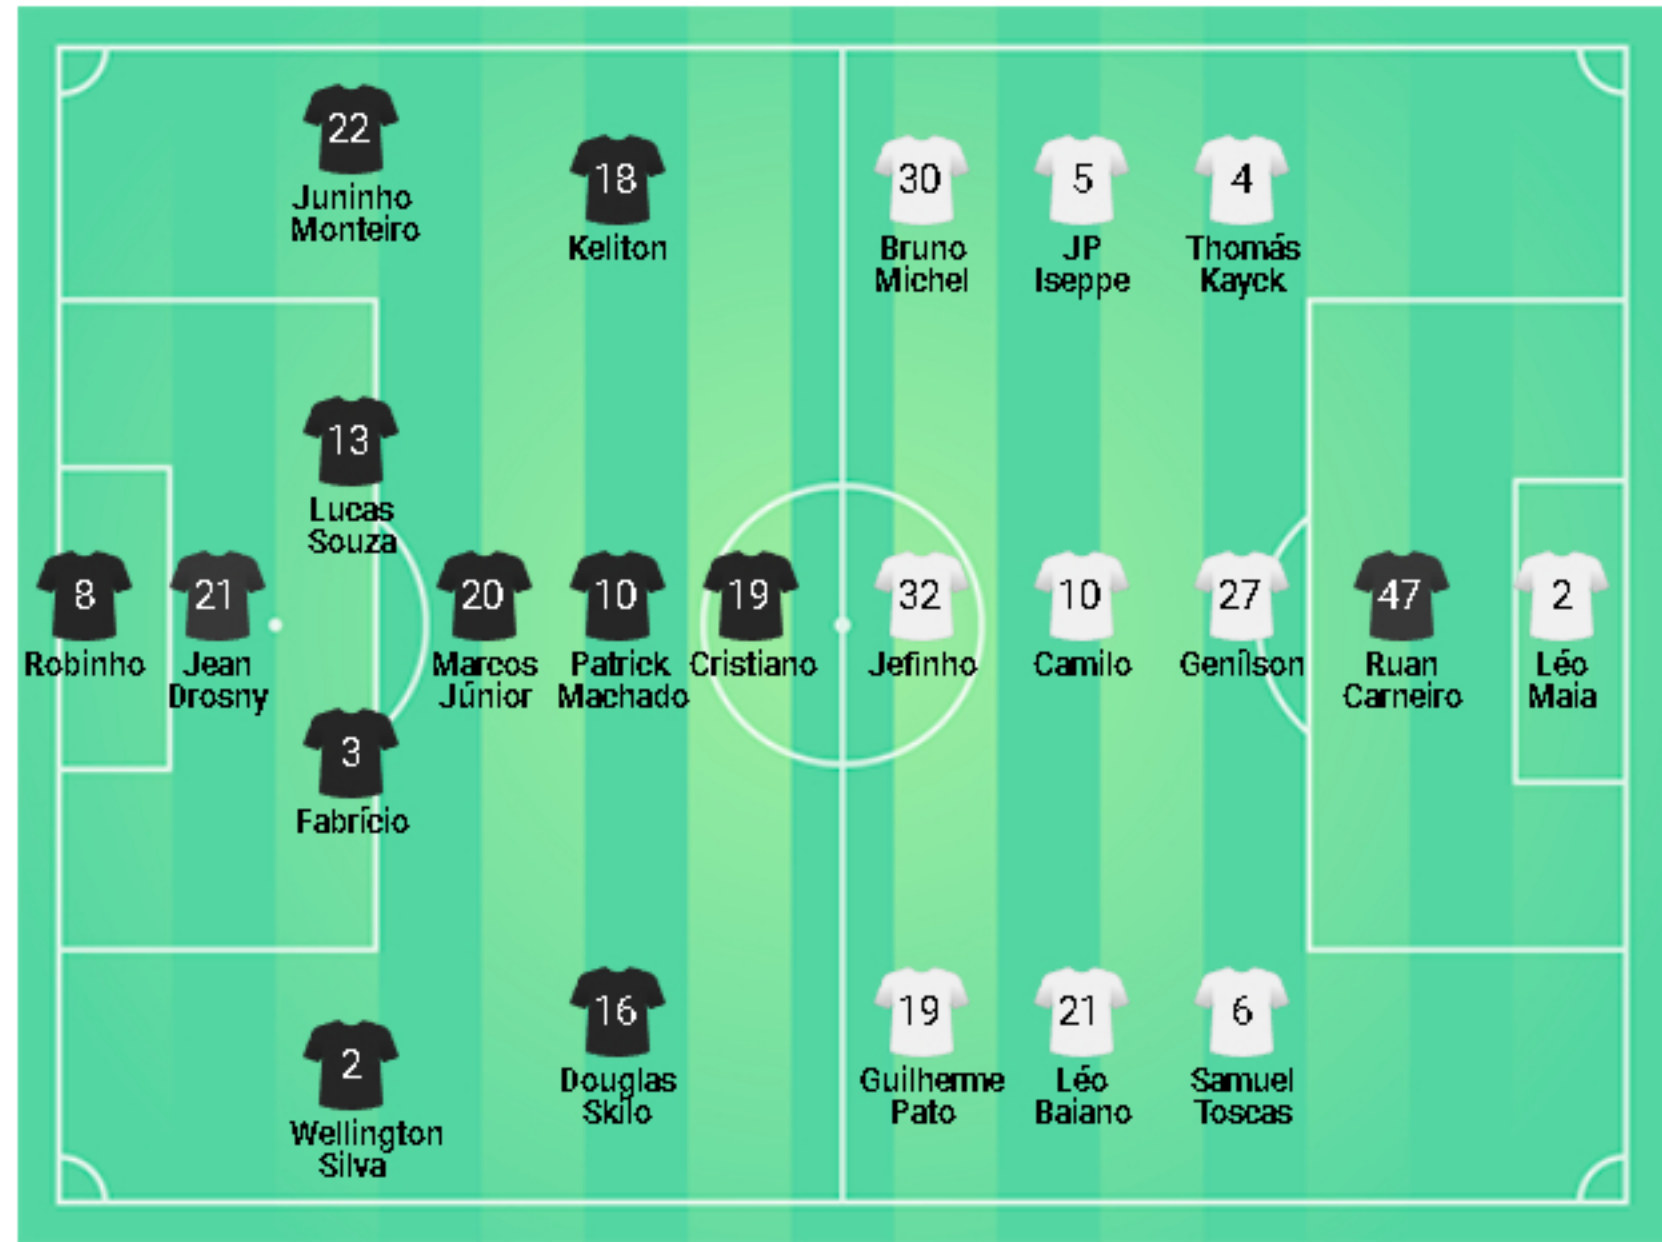 22
Juninho
Monteiro
18
Keliton
30
Bruno
Michel
5
JP
Iseppe
4
Thomás
Kayck
13
Lucas
Souza
8
Robinho
21
Jean
Drosny
20
Marcos
Júnior
10
Patrick
Machado
19
Cristiano
32
Jefinho
10
Camilo
27
Genílson
47
Ruan
Carneiro
2
Léo
Maia
3
Fabrício
2
Wellington
Silva
16
Douglas
Skilo
19
Guilherme
Pato
21
Léo
Baiano
6
Samuel
Toscas